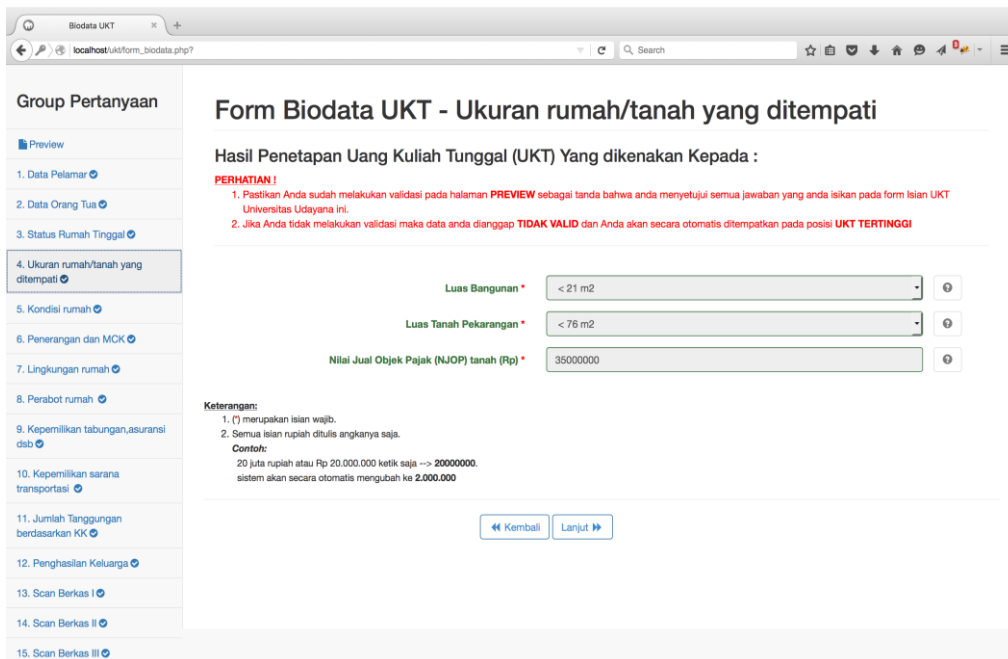 Biodata UKT
localhost/ukt/form_biodata.php?
Search
Group Pertanyaan
Preview
1. Data Pelamar
2. Data Orang Tua
3. Status Rumah Tinggal
4. Ukuran rumah/tanah yang
ditempati
5. Kondisi rumah
6. Penerangan dan MCK
7. Lingkungan rumah
8. Perabot rumah
9. Kepemilikan tabungan,asuransi
dsb
10. Kepemilikan sarana
transportasi
11. Jumlah Tanggungan
berdasarkan KK
12. Penghasilan Keluarga
13. Scan Berkas I
14. Scan Berkas II
15. Scan Berkas III
Form Biodata UKT - Ukuran rumah/tanah yang ditempati
Hasil Penetapan Uang Kuliah Tunggal (UKT) Yang dikenakan Kepada :
PERHATIAN !
1. Pastikan Anda sudah melakukan validasi pada halaman PREVIEW sebagai tanda bahwa anda menyetujui semua jawaban yang anda isikan pada form Isian UKT
Universitas Udayana ini.
2. Jika Anda tidak melakukan validasi maka data anda dianggap TIDAK VALID dan Anda akan secara otomatis ditempatkan pada posisi UKT TERTINGGI
Luas Bangunan * < 21 m2
Luas Tanah Pekarangan * < 76 m2
Nilai Jual Objek Pajak (NJOP) tanah (Rp) * 35000000
Keterangan:
1. (*) merupakan isian wajib.
2. Semua isian rupiah ditulis angkanya saja.
Contoh:
20 juta rupiah atau Rp 20.000.000 ketik saja --> 20000000.
sistem akan secara otomatis mengubah ke 2.000.000
Kembali Lanjut